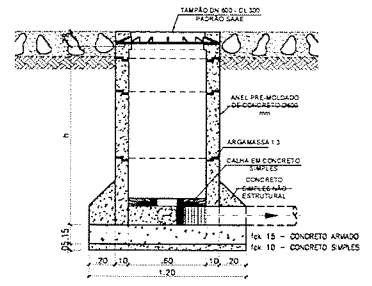 TAMPÃO DN 600 - CL 300
PADRÃO SAAE
ANEL PRE-MOLDADO
DE CONCRETO D600
mm
h
ARGAMASSA 1:3
CALHA EM CONCRETO
SIMPLES
CONCRETO
SIMPLES NÃO
ESTRUTURAL
.15
.05
fck 15 - CONCRETO ARMADO
fck 10 - CONCRETO SIMPLES
.20 .10 .60 .10 .20
1.20